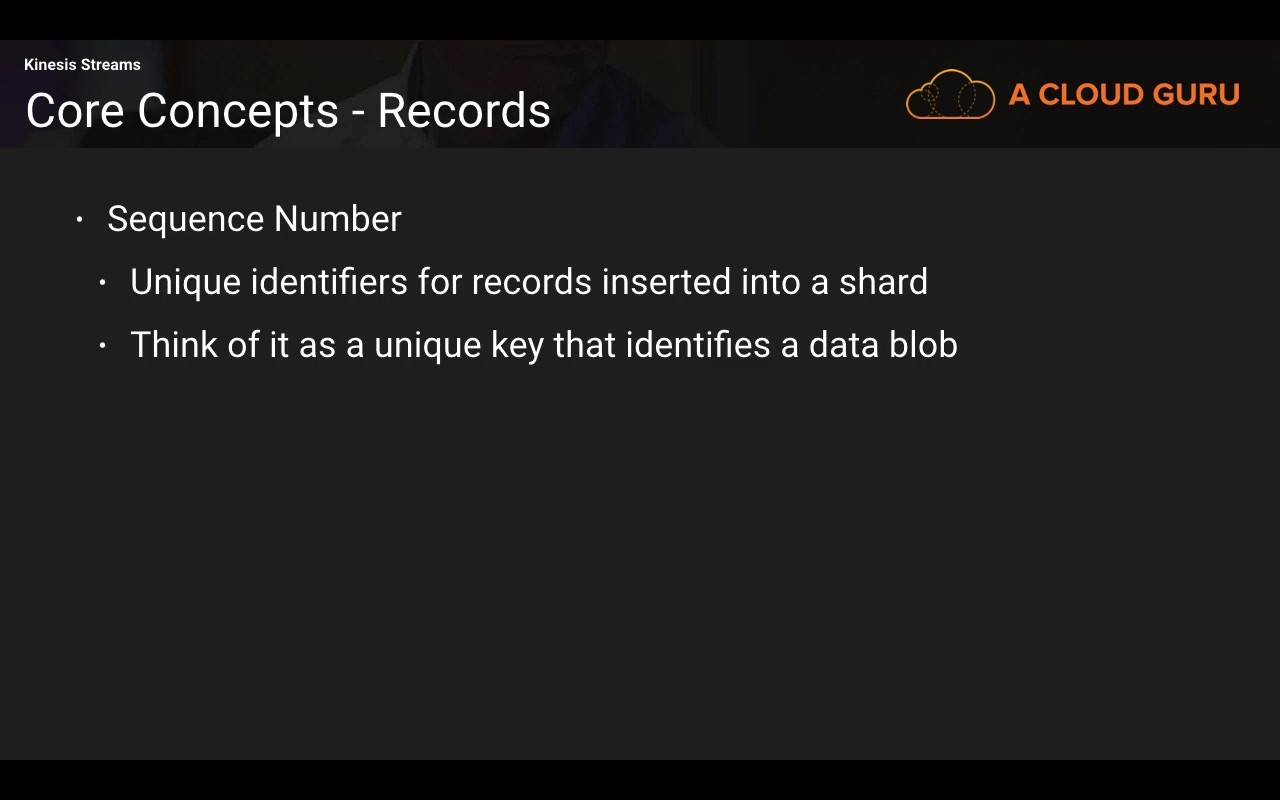 Kinesis Streams
Core Concepts - Records
A CLOUD GURU
· Sequence Number
· Unique identifiers for records inserted into a shard
· Think of it as a unique key that identifies a data blob